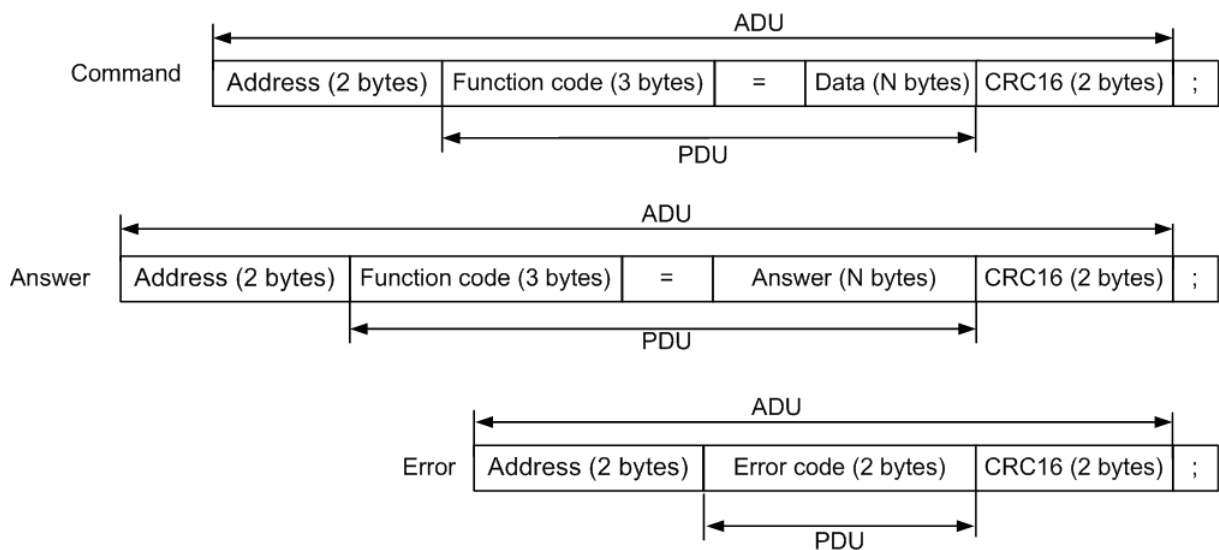 ADU
Command Address (2 bytes) Function code (3 bytes) = Data (N bytes) CRC16 (2 bytes) ;
PDU
ADU
Answer Address (2 bytes) Function code (3 bytes) = Answer (N bytes) CRC16 (2 bytes) ;
PDU
ADU
Error Address (2 bytes) Error code (2 bytes) CRC16 (2 bytes) ;
PDU